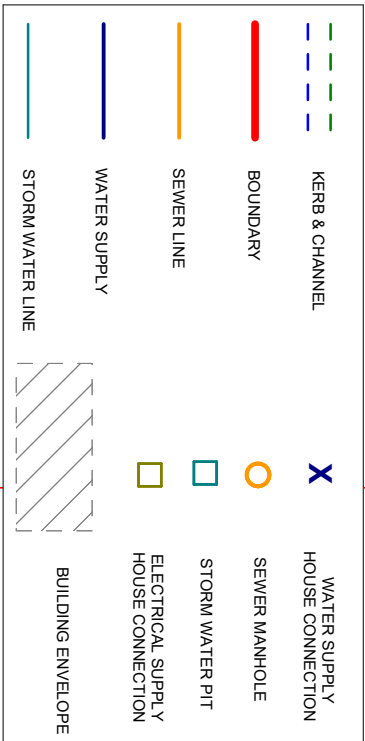 KERB & CHANNEL
BOUNDARY
SEWER LINE
WATER SUPPLY
STORM WATER LINE
X
WATER SUPPLY
HOUSE CONNECTION
SEWER MANHOLE
STORM WATER PIT
ELECTRICAL SUPPLY
HOUSE CONNECTION
BUILDING ENVELOPE